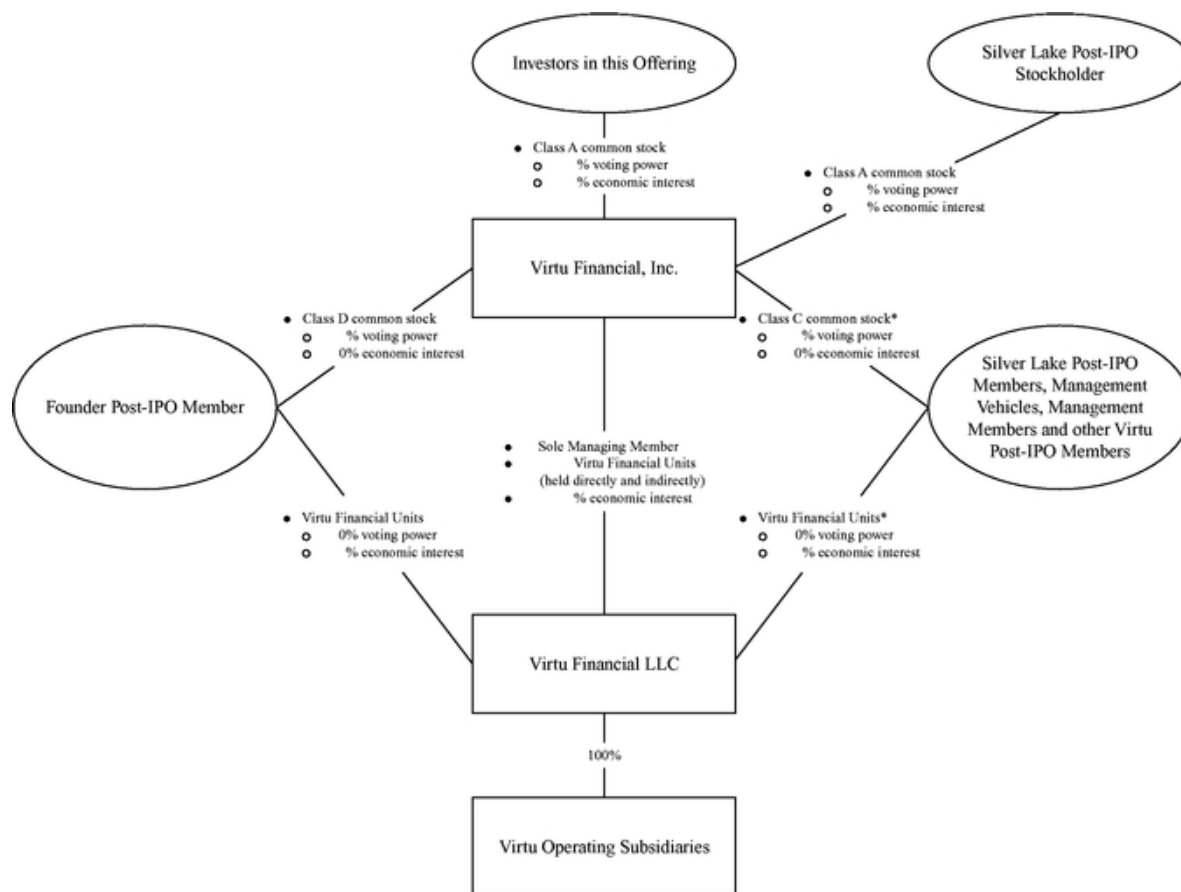 Investors in this Offering
Silver Lake Post-IPO
Stockholder
● Class A common stock
○ % voting power
○ % economic interest
● Class A common stock
○ % voting power
○ % economic interest
Virtu Financial, Inc.
● Class D common stock
○ % voting power
○ 0% economic interest
● Class C common stock*
○ % voting power
○ 0% economic interest
Founder Post-IPO Member
Silver Lake Post-IPO
Members, Management
Vehicles, Management
Members and other Virtu
Post-IPO Members
● Sole Managing Member
● Virtu Financial Units
(held directly and indirectly)
● % economic interest
● Virtu Financial Units
○ 0% voting power
○ % economic interest
● Virtu Financial Units*
○ 0% voting power
○ % economic interest
Virtu Financial LLC
100%
Virtu Operating Subsidiaries